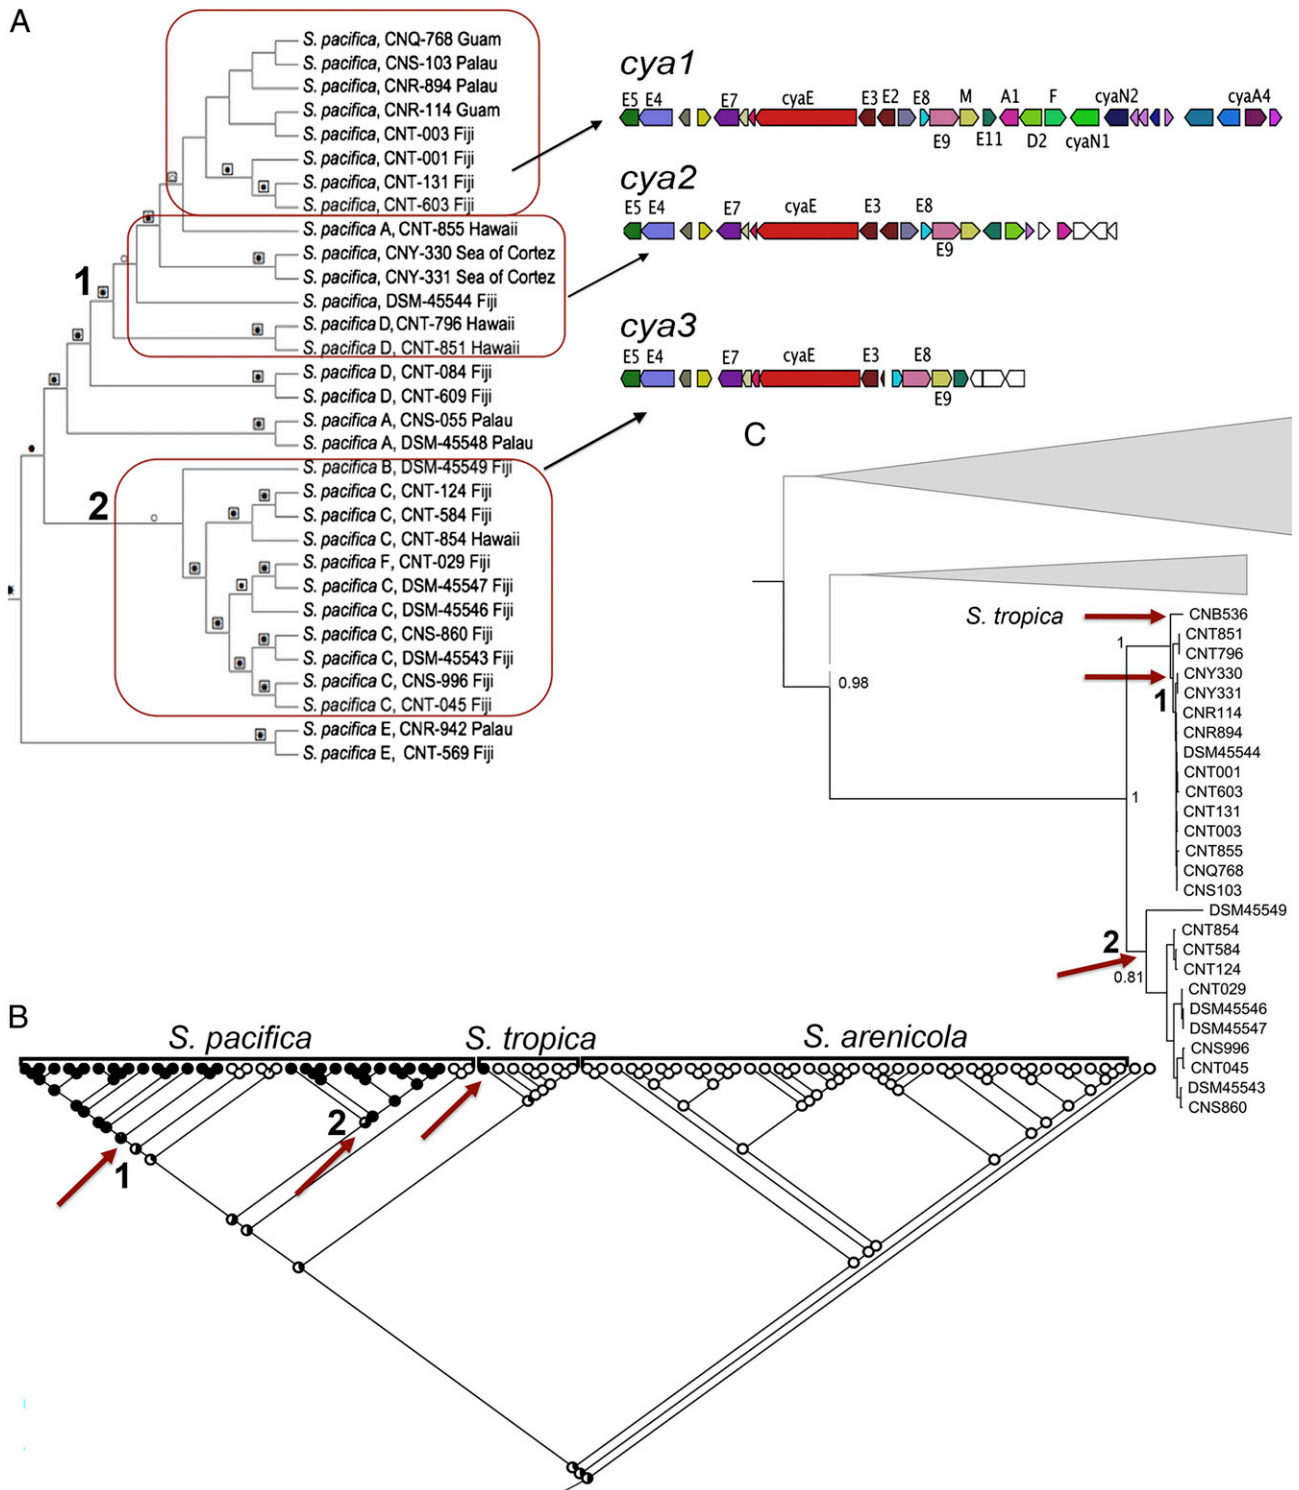 A
S. pacifica, CNQ-768 Guam
S. pacifica, CNS-103 Palau
S. pacifica, CNR-894 Palau
S. pacifica, CNR-114 Guam
S. pacifica, CNT-003 Fiji
S. pacifica, CNT-001 Fiji
S. pacifica, CNT-131 Fiji
S. pacifica, CNT-603 Fiji
S. pacifica A, CNT-855 Hawaii
S. pacifica, CNY-330 Sea of Cortez
S. pacifica, CNY-331 Sea of Cortez
S. pacifica, DSM-45544 Fiji
S. pacifica D, CNT-796 Hawaii
S. pacifica D, CNT-851 Hawaii
S. pacifica D, CNT-084 Fiji
S. pacifica D, CNT-609 Fiji
S. pacifica A, CNS-055 Palau
S. pacifica A, DSM-45548 Palau
S. pacifica B, DSM-45549 Fiji
S. pacifica C, CNT-124 Fiji
S. pacifica C, CNT-584 Fiji
S. pacifica C, CNT-854 Hawaii
S. pacifica F, CNT-029 Fiji
S. pacifica C, DSM-45547 Fiji
S. pacifica C, DSM-45546 Fiji
S. pacifica C, CNS-860 Fiji
S. pacifica C, DSM-45543 Fiji
S. pacifica C, CNS-996 Fiji
S. pacifica C, CNT-045 Fiji
S. pacifica E, CNR-942 Palau
S. pacifica E, CNT-569 Fiji
1
2
cya1
E5 E4 E7 cyaE E3 E2 E8 M A1 F cyaN2 cyaA4
E9 E11 D2 cyaN1
cya2
E5 E4 E7 cyaE E3 E8
E9
cya3
E5 E4 E7 cyaE E3 E8
E9
C
S. tropica
CNB536
CNT851
CNT796
CNY330
CNY331
CNR114
CNR894
DSM45544
CNT001
CNT603
CNT131
CNT003
CNT855
CNQ768
CNS103
DSM45549
CNT854
CNT584
CNT124
CNT029
DSM45546
DSM45547
CNS996
CNT045
DSM45543
CNS860
1
0.98
1
1
2
0.81
B
S. pacifica S. tropica S. arenicola
2
1